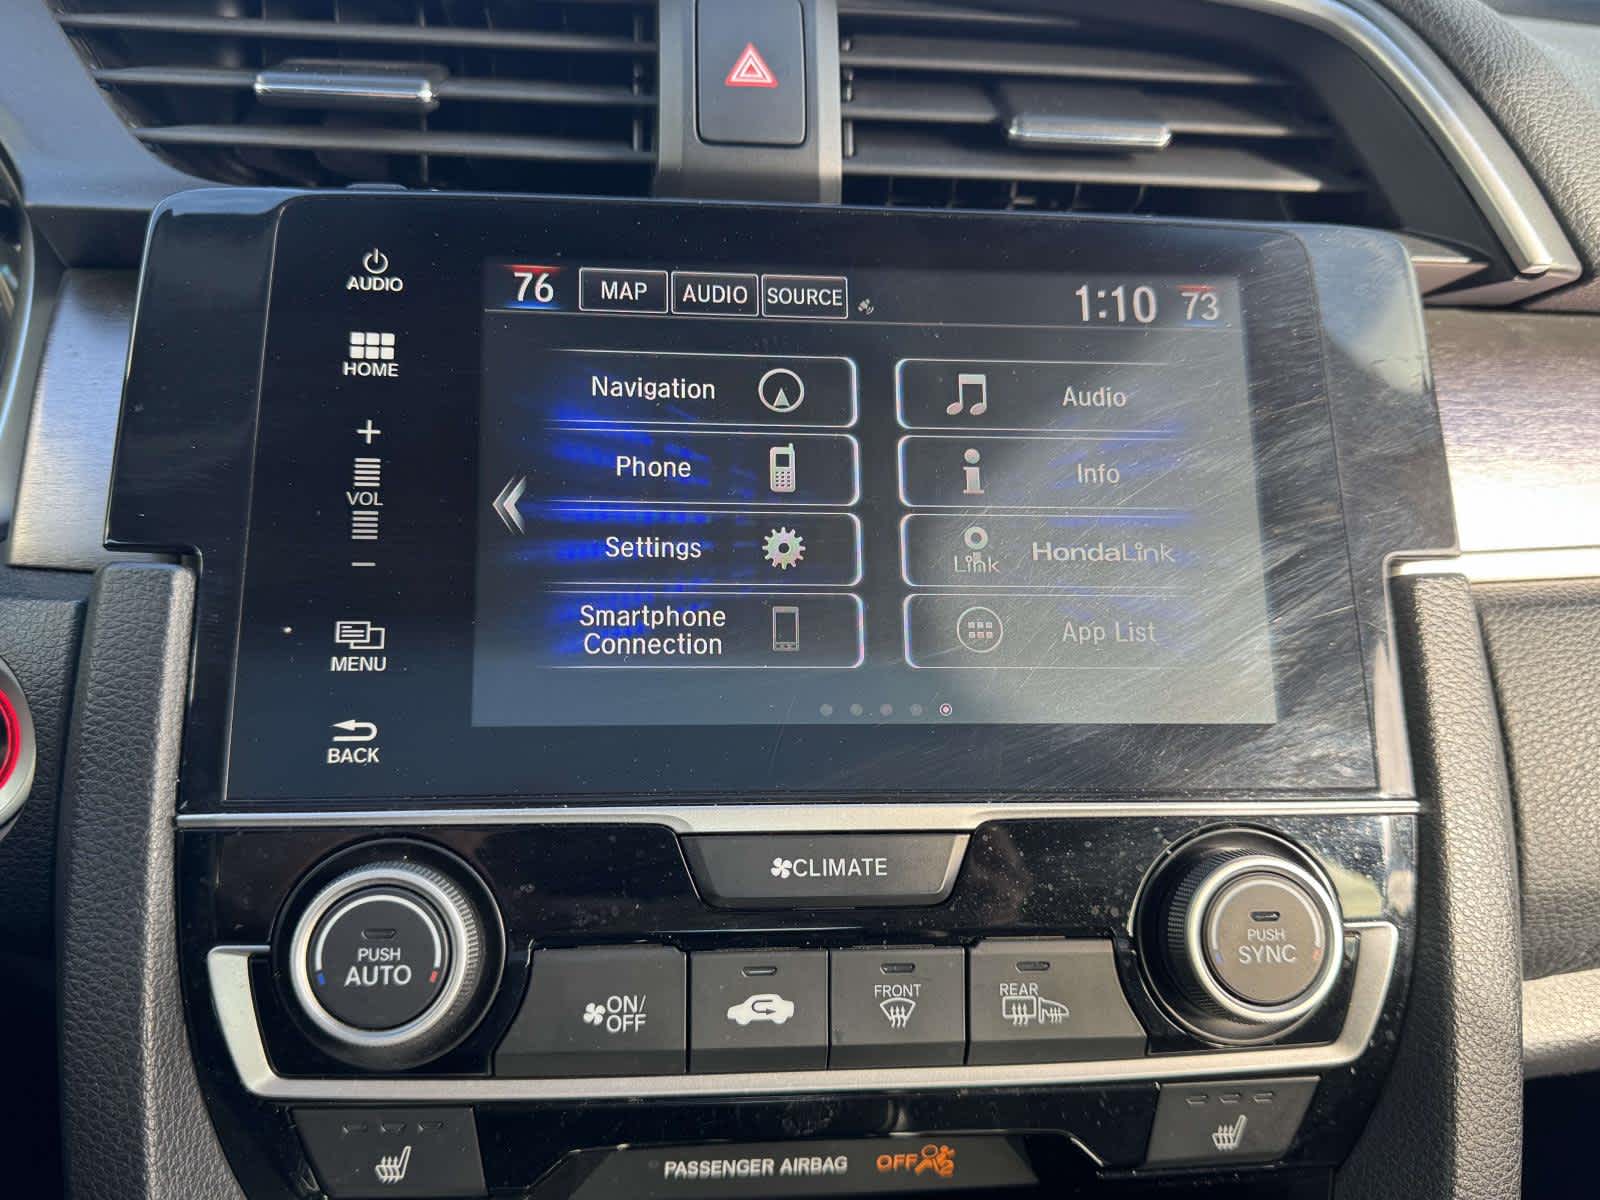 AUDIO
HOME
VOL
MENU
BACK
76 MAP AUDIO SOURCE 1:10 73
Navigation Audio
Phone Info
Settings Link HondaLink
Smartphone
Connection
App List
CLIMATE
PUSH
AUTO
ON/
OFF
FRONT
REAR
PUSH
SYNC
PASSENGER AIRBAG OFF 2